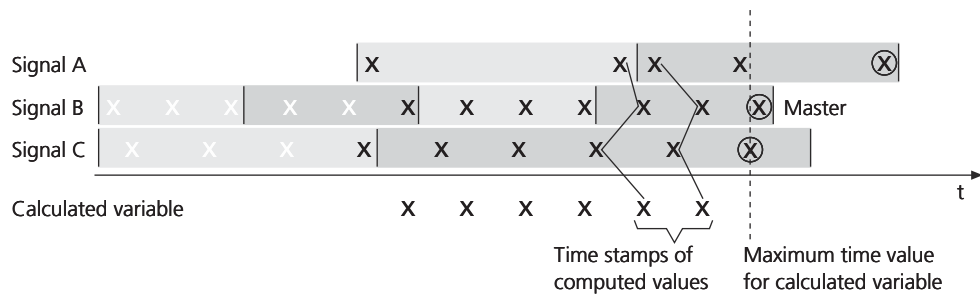 Signal A X X X X X
Signal B X X X X X X X X X X X X Master
Signal C X X X X X X X X X
t
Calculated variable X X X X X X
Time stamps of
computed values
Maximum time value
for calculated variable